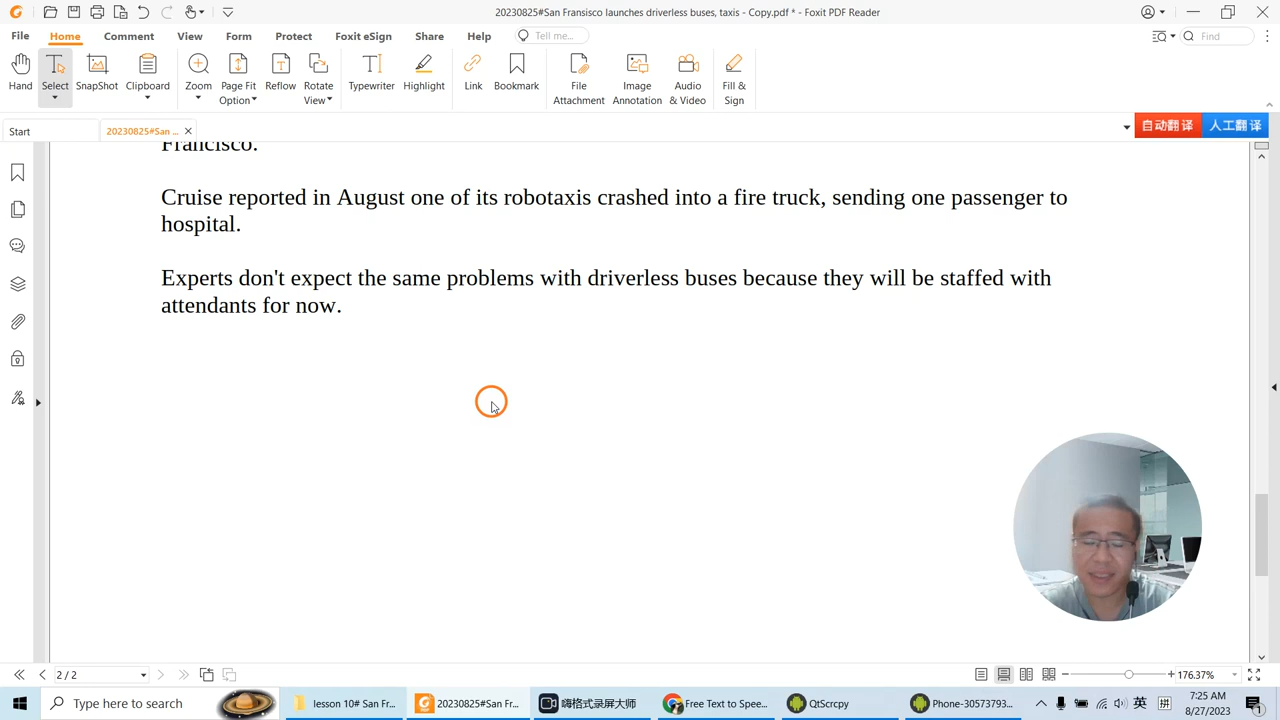 20230825#San Fransisco launches driverless buses, taxis - Copy.pdf * - Foxit PDF Reader
File Home Comment View Form Protect Foxit eSign Share Help Tell me... Find
Hand Select SnapShot Clipboard Zoom Page Fit Option Reflow Rotate View Typewriter Highlight Link Bookmark File Attachment Image Annotation Audio & Video Fill & Sign
Start 20230825#San ... 自动翻译 人工翻译
Francisco.
Cruise reported in August one of its robotaxis crashed into a fire truck, sending one passenger to
hospital.
Experts don't expect the same problems with driverless buses because they will be staffed with
attendants for now.
2 / 2 176.37%
Type here to search lesson 10# San Fr... 20230825#San Fr... 嗨格式录屏大师 Free Text to Spee... QtScrcpy Phone-30573793... 英 拼 7:25 AM
8/27/2023 1